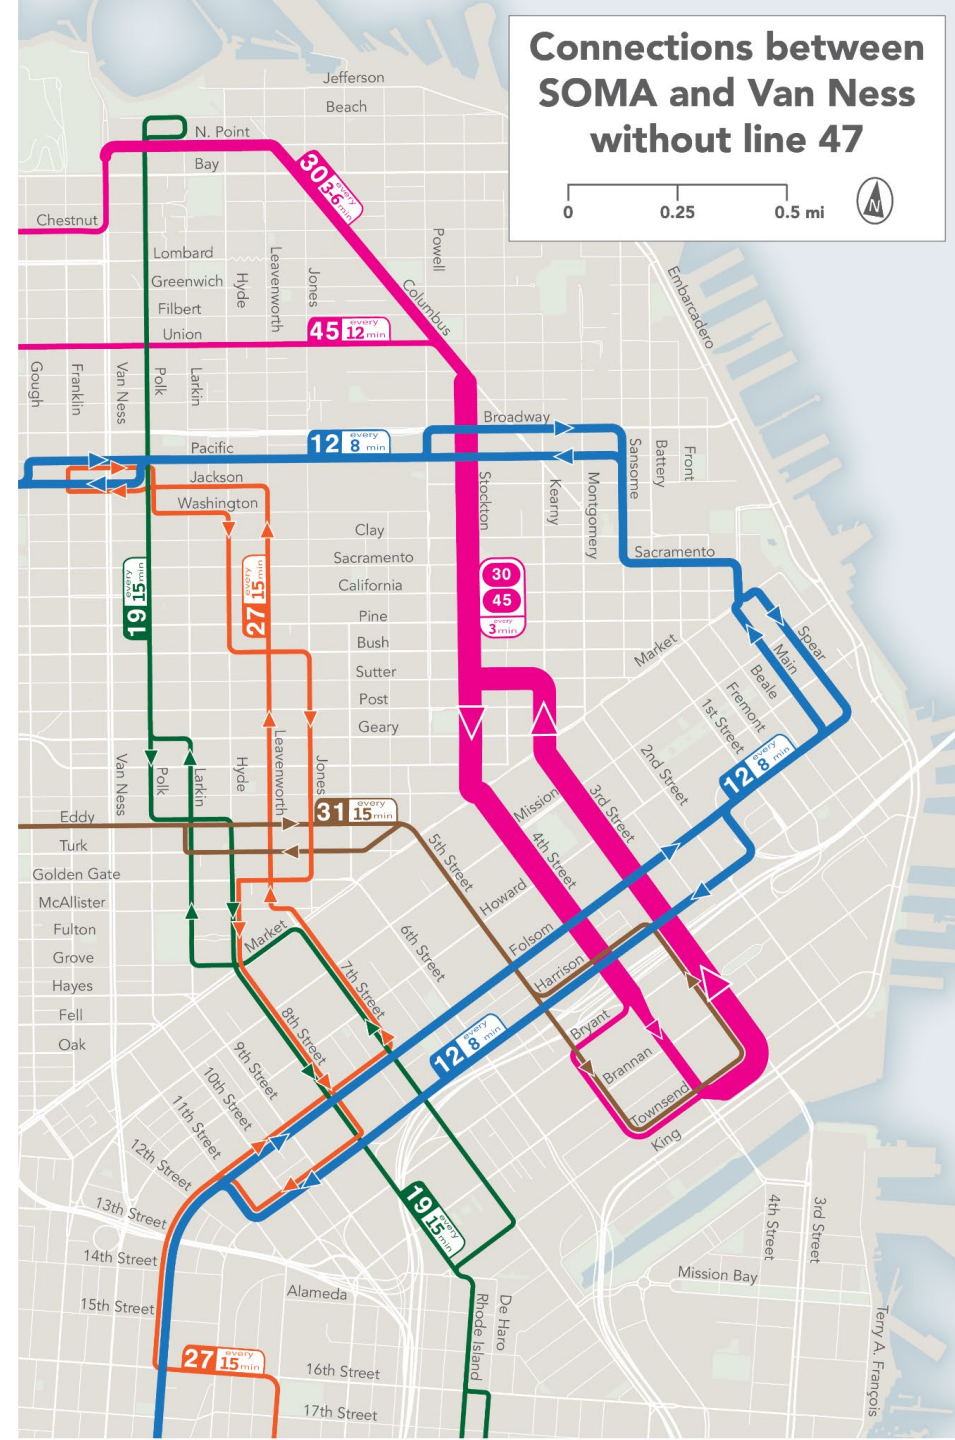 Connections between
SOMA and Van Ness
without line 47
0
0.25
0.5 mi
N
Jefferson
Beach
N. Point
Bay
30 every 3-6 min
Chestnut
Powell
Lombard
Greenwich
Filbert
Union
Hyde
Leavenworth
Jones
Columbus
Embarcadero
45 every 12 min
Gough
Franklin
Van Ness
Polk
Larkin
Broadway
12 every 8 min
Pacific
Jackson
Washington
Stockton
Kearny
Montgomery
Sansome
Battery
Front
Clay
Sacramento
California
Pine
Bush
Sutter
Post
Geary
Sacramento
30
45
every
3 min
19 every 15 min
27 every 15 min
Market
Spear
Main
Beale
Fremont
1st Street
2nd Street
12 every 8 min
Van Ness
Polk
Larkin
Hyde
Leavenworth
Jones
31 every 15 min
Mission
3rd Street
4th Street
5th Street
Howard
6th Street
Folsom
Harrison
Eddy
Turk
Golden Gate
McAllister
Fulton
Grove
Hayes
Fell
Oak
Market
7th Street
8th Street
9th Street
10th Street
11th Street
12th Street
13th Street
14th Street
15th Street
12 every 8 min
Bryant
Brannan
Townsend
King
19 every 15 min
4th Street
3rd Street
Mission Bay
Alameda
Rhode Island
De Haro
Terry A. François
27 every 15 min
16th Street
17th Street